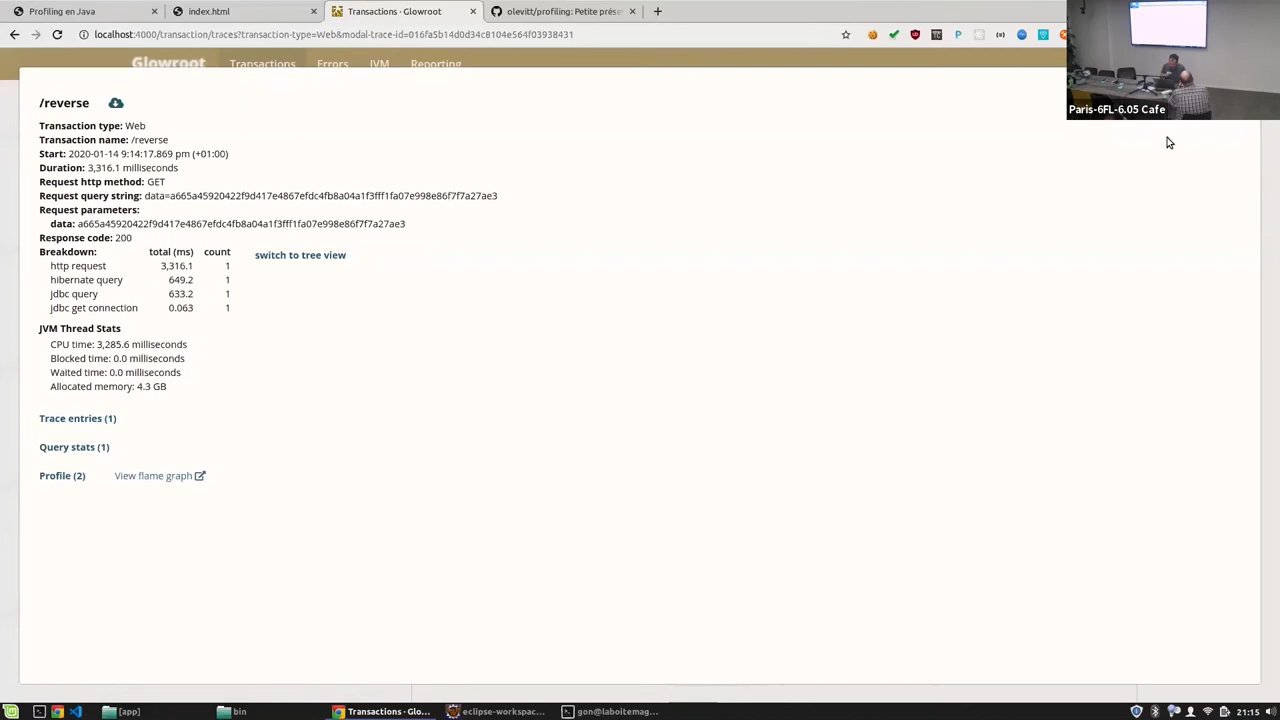 Profiling en Java
index.html
Transactions · Glowroot
olevitt/profiling: Petite prése
localhost:4000/transaction/traces?transaction-type=Web&modal-trace-id=016fa5b14d0d34c8104e564f03938431
Glowroot Transactions Errors JVM Reporting
Paris-6FL-6.05 Cafe
/reverse
Transaction type: Web
Transaction name: /reverse
Start: 2020-01-14 9:14:17.869 pm (+01:00)
Duration: 3,316.1 milliseconds
Request http method: GET
Request query string: data=a665a45920422f9d417e4867efdc4fb8a04a1f3fff1fa07e998e86f7f7a27ae3
Request parameters:
data: a665a45920422f9d417e4867efdc4fb8a04a1f3fff1fa07e998e86f7f7a27ae3
Response code: 200
Breakdown: total (ms) count switch to tree view
http request 3,316.1 1
hibernate query 649.2 1
jdbc query 633.2 1
jdbc get connection 0.063 1
JVM Thread Stats
CPU time: 3,285.6 milliseconds
Blocked time: 0.0 milliseconds
Waited time: 0.0 milliseconds
Allocated memory: 4.3 GB
Trace entries (1)
Query stats (1)
Profile (2) View flame graph
[app] bin Transactions - Glo... eclipse-workspac... gon@laboitemag... 21:15